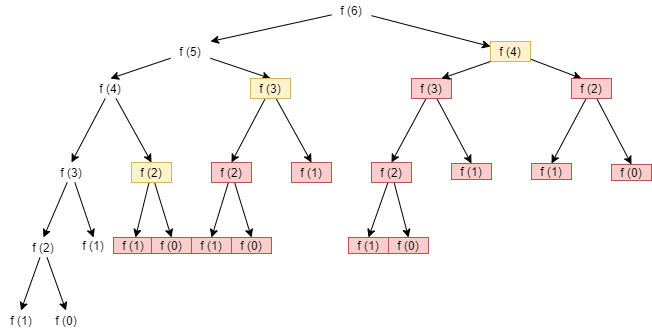 f (6)
f (5)
f (4)
f (4)
f (3)
f (3)
f (2)
f (3)
f (2)
f (2)
f (1)
f (2)
f (1)
f (1)
f (0)
f (2)
f (1)
f (1)
f (0)
f (1)
f (0)
f (1)
f (0)
f (1)
f (0)